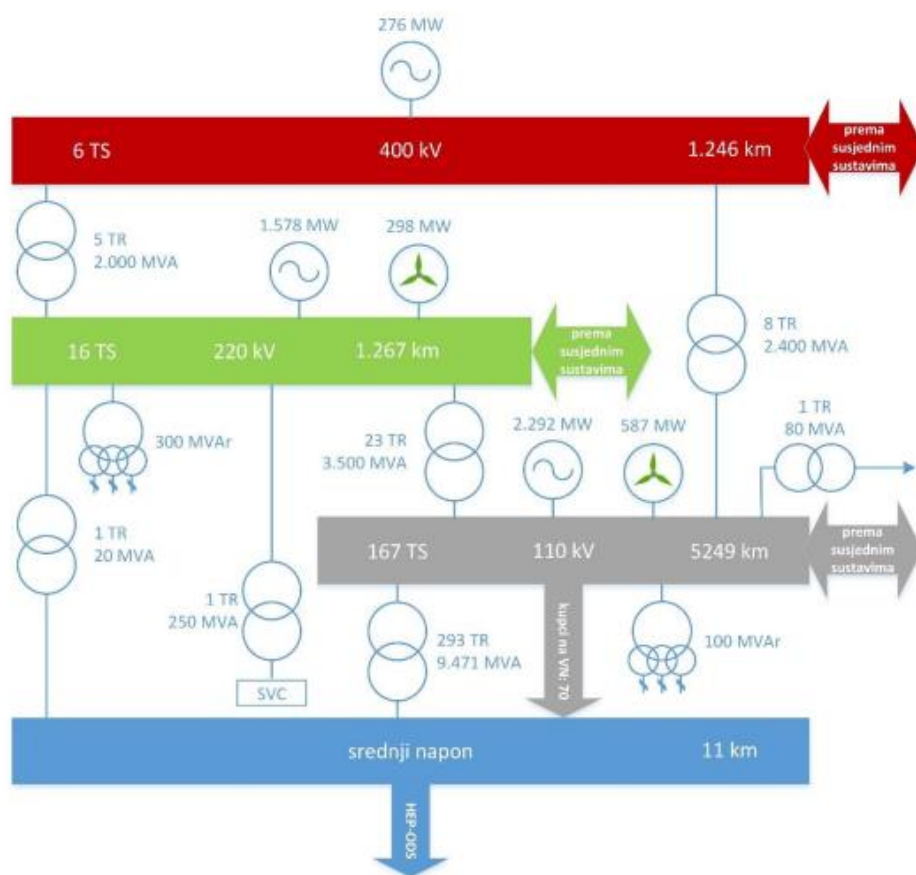 276 MW
6 TS
400 kV
1.246 km
prema
susjednim
sustavima
5 TR
2.000 MVA
1.578 MW
298 MW
16 TS
220 kV
1.267 km
prema
susjednim
sustavima
8 TR
2.400 MVA
300 MVAr
23 TR
3.500 MVA
2.292 MW
587 MW
1 TR
80 MVA
1 TR
20 MVA
167 TS
110 kV
5249 km
prema
susjednim
sustavima
1 TR
250 MVA
SVC
293 TR
9.471 MVA
kupci na VN: 70
100 MVAr
srednji napon
11 km
HEP-ODS